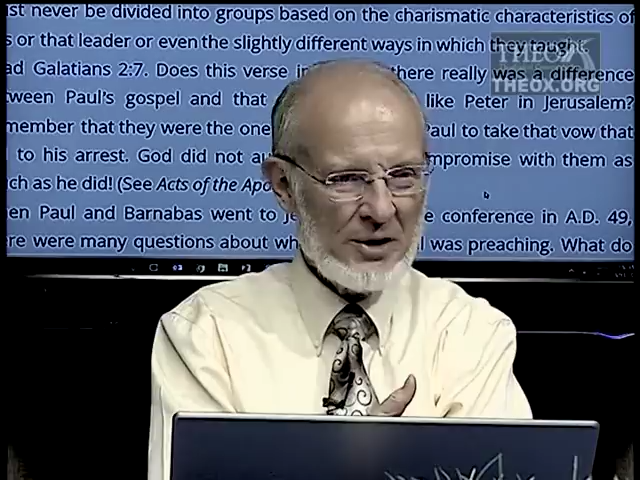 st never be divided into groups based on the charismatic characteristics of
s or that leader or even the slightly different ways in which they taught.
ad Galatians 2:7. Does this verse in there really was a difference
tween Paul's gospel and that like Peter in Jerusalem?
member that they were the one Paul to take that vow that
to his arrest. God did not au mpromise with them as
ch as he did! (See Acts of the Apo
en Paul and Barnabas went to Je e conference in A.D. 49,
re were many questions about wh l was preaching. What do
THEOX
THEOX.ORG